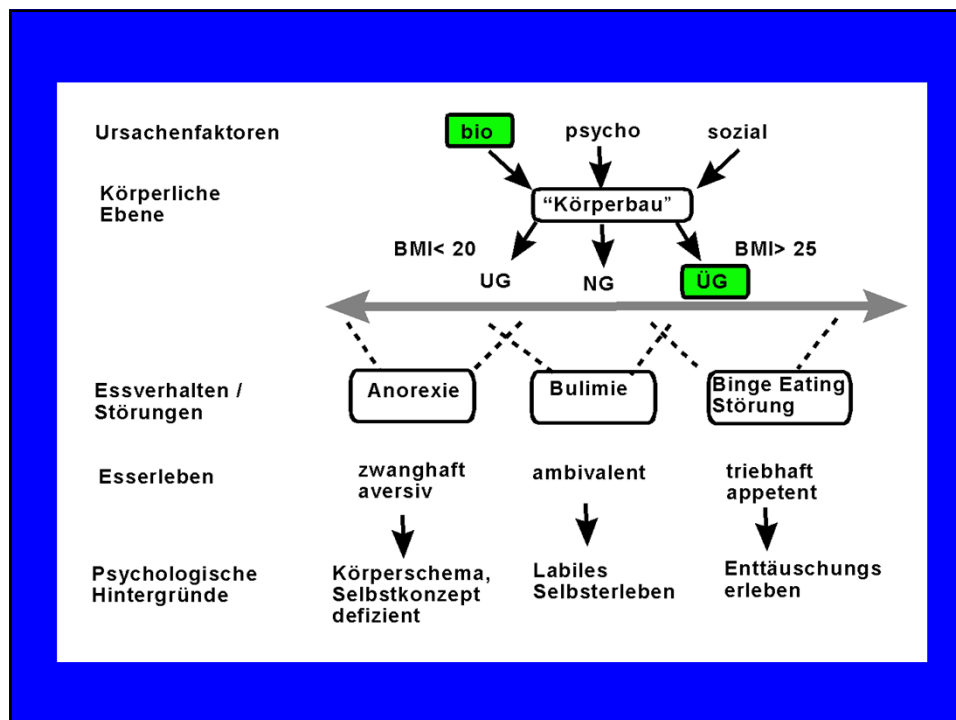 Ursachenfaktoren
bio
psycho
sozial
Körperliche
Ebene
“Körperbau”
BMI< 20
BMI> 25
UG
NG
ÜG
Essverhalten /
Störungen
Anorexie
Bulimie
Binge Eating
Störung
Esserleben
zwanghaft
aversiv
ambivalent
triebhaft
appetent
Psychologische
Hintergründe
Körperschema,
Selbstkonzept
defizient
Labiles
Selbsterleben
Enttäuschungs
erleben